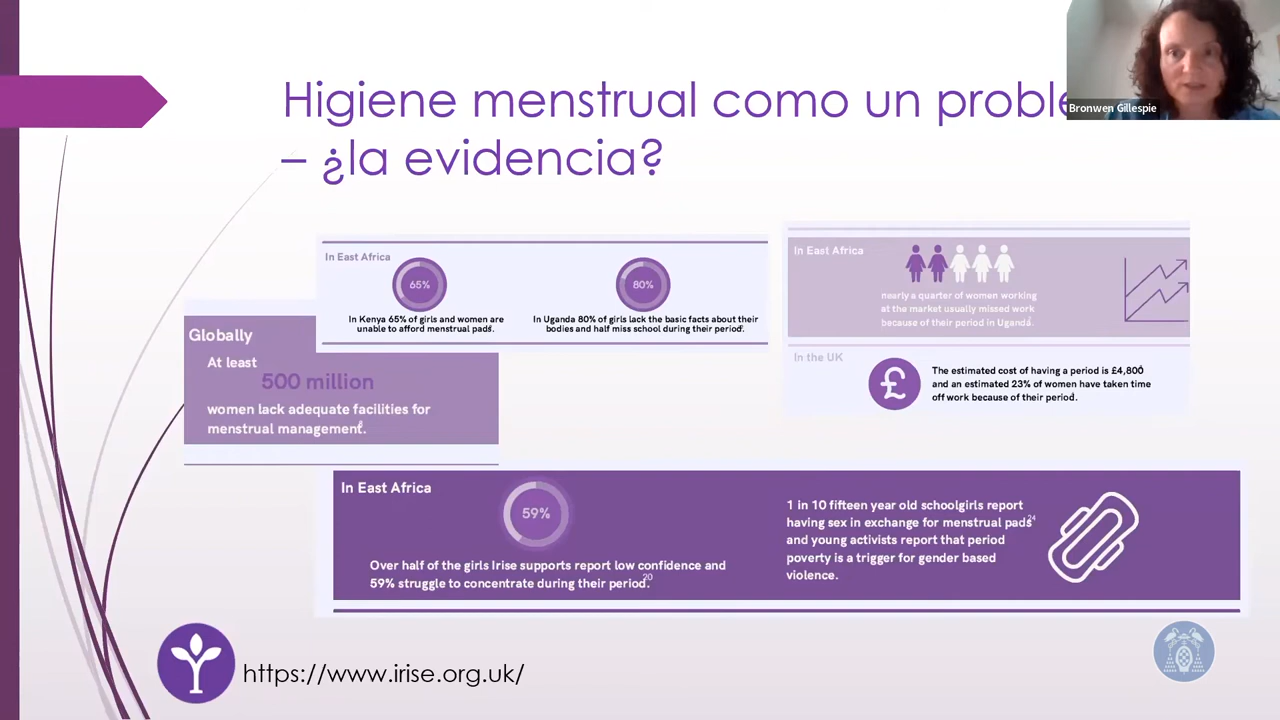 Higiene menstrual como un proble
– ¿la evidencia?
Bronwen Gillespie
In East Africa
65%
In Kenya 65% of girls and women are
unable to afford menstrual pads.
80%
In Uganda 80% of girls lack the basic facts about their
bodies and half miss school during their period.
In East Africa
nearly a quarter of women working
at the market usually missed work
because of their period in Uganda.
In the UK
£
The estimated cost of having a period is £4,800
and an estimated 23% of women have taken time
off work because of their period.
Globally
At least
500 million
women lack adequate facilities for
menstrual management.
In East Africa
59%
Over half of the girls Irise supports report low confidence and
59% struggle to concentrate during their period.20
1 in 10 fifteen year old schoolgirls report
having sex in exchange for menstrual pads24
and young activists report that period
poverty is a trigger for gender based
violence.
https://www.irise.org.uk/